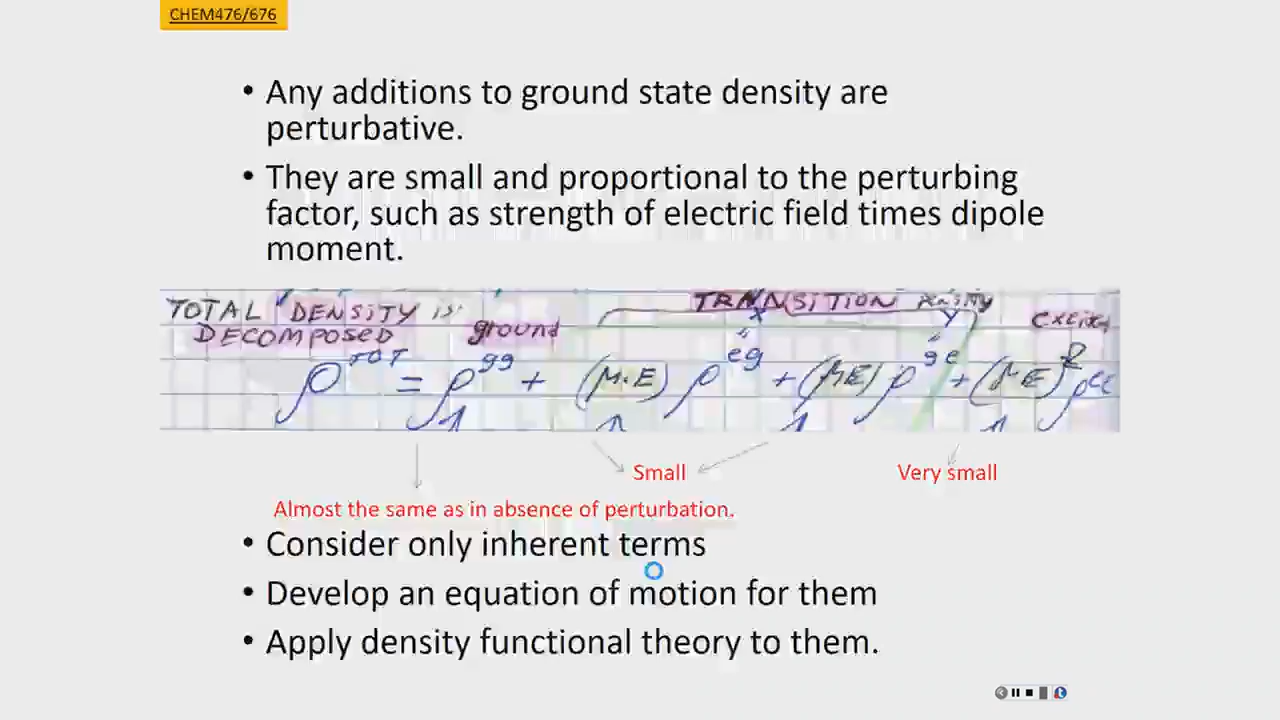 CHEM476/676
• Any additions to ground state density are
perturbative.
• They are small and proportional to the perturbing
factor, such as strength of electric field times dipole
moment.
TOTAL DENSITY is
DECOMPOSED
ground
TRANSITION
X
Y
ρ^TOT = ρ^gg + (M·E) ρ^eg + (ME) ρ^ge + (ME)
Small
Very small
Almost the same as in absence of perturbation.
• Consider only inherent terms
• Develop an equation of motion for them
• Apply density functional theory to them.